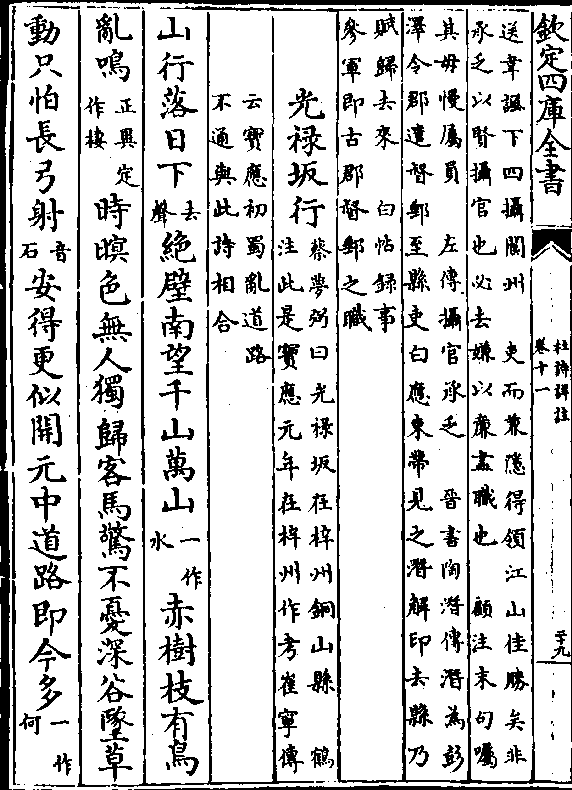 欽定四庫全書
杜詩詳注
卷十一
送韋諷下四攝閬州　吏而兼隱得領江山佳勝矣非
承乏以賢攝官也必去嫌以廉盡職也　顧注末句囑
其毋慢屬員　左傳攝官承乏　晉書陶潛傳潛為彭
澤令郡遣督郵至縣吏白應束帶見之潛解印去縣乃
賦歸去來　白帖錄事
參軍即古郡督郵之職
光祿坂行　蔡夢弼曰光祿坂在梓州銅山縣　鶴
注此是寶應元年在梓州作考崔寧傳
云寶應初蜀亂道路
不通與此詩相合
山行落日下去聲絕壁南望千山萬山一作水赤樹枝有鳥
亂鳴正異定作棲時暝色無人獨歸客馬驚不憂深谷墜草
動只怕長弓射音石安得更似開元中道路即今多一作何